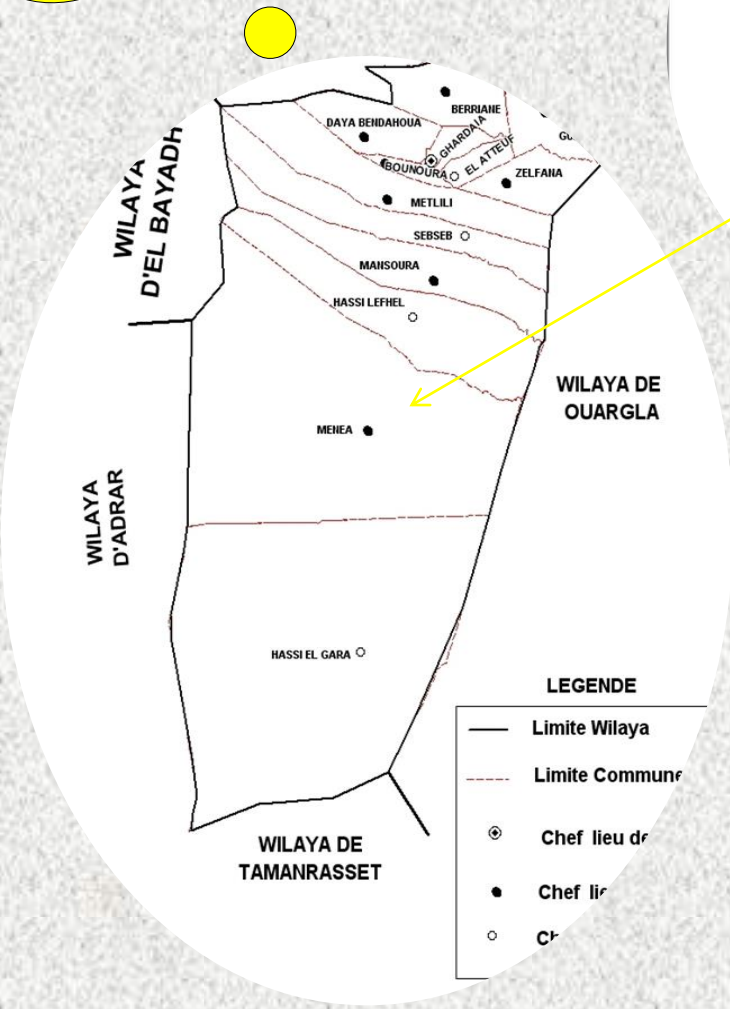 BERRIANE
DAYA BENDAHOUA
GHARDAIA
BOUNOURA
EL ATTEUF
ZELFANA
METLILI
SEBSEB
MANSOURA
HASSI LEFHEL
WILAYA
D'EL BAYADH
WILAYA DE
OUARGLA
MENEA
WILAYA
D'ADRAR
HASSI EL GARA
WILAYA DE
TAMANRASSET
LEGENDE
Limite Wilaya
Limite Commune
Chef lieu de
Chef